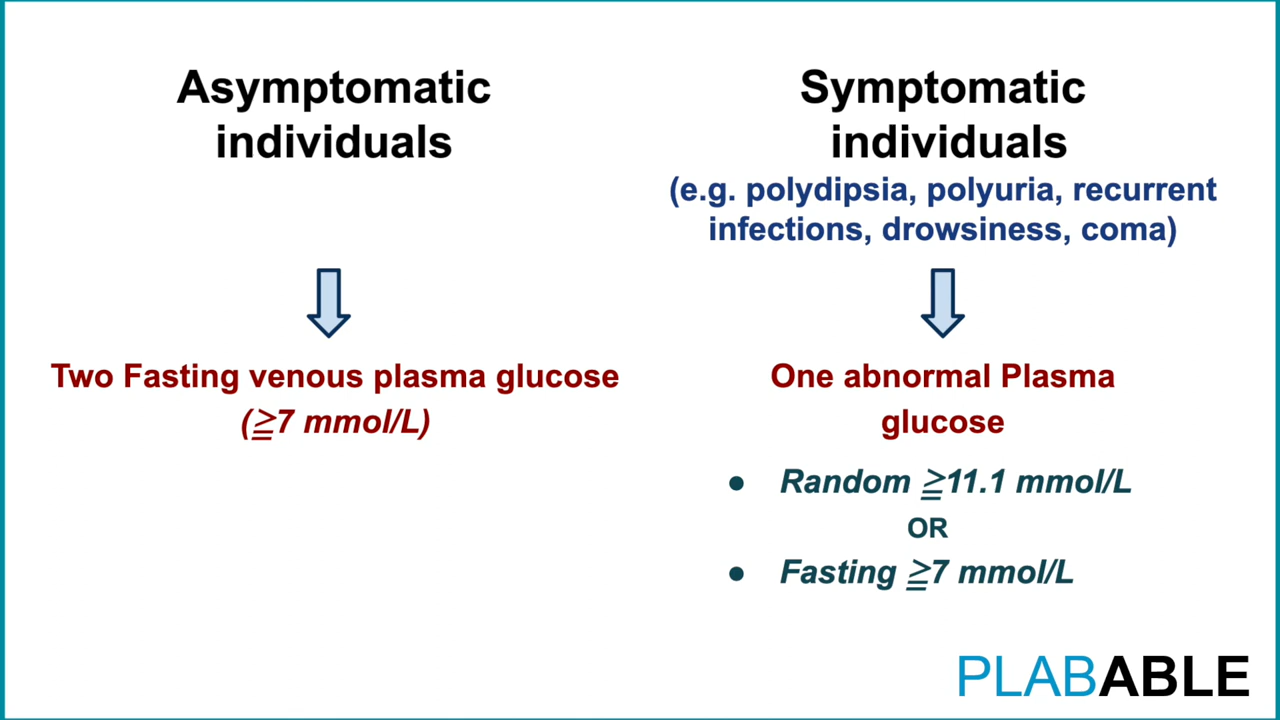 Asymptomatic
individuals
Two Fasting venous plasma glucose
(≧7 mmol/L)
Symptomatic
individuals
(e.g. polydipsia, polyuria, recurrent
infections, drowsiness, coma)
One abnormal Plasma
glucose
● Random ≧11.1 mmol/L
OR
● Fasting ≧7 mmol/L
PLABABLE